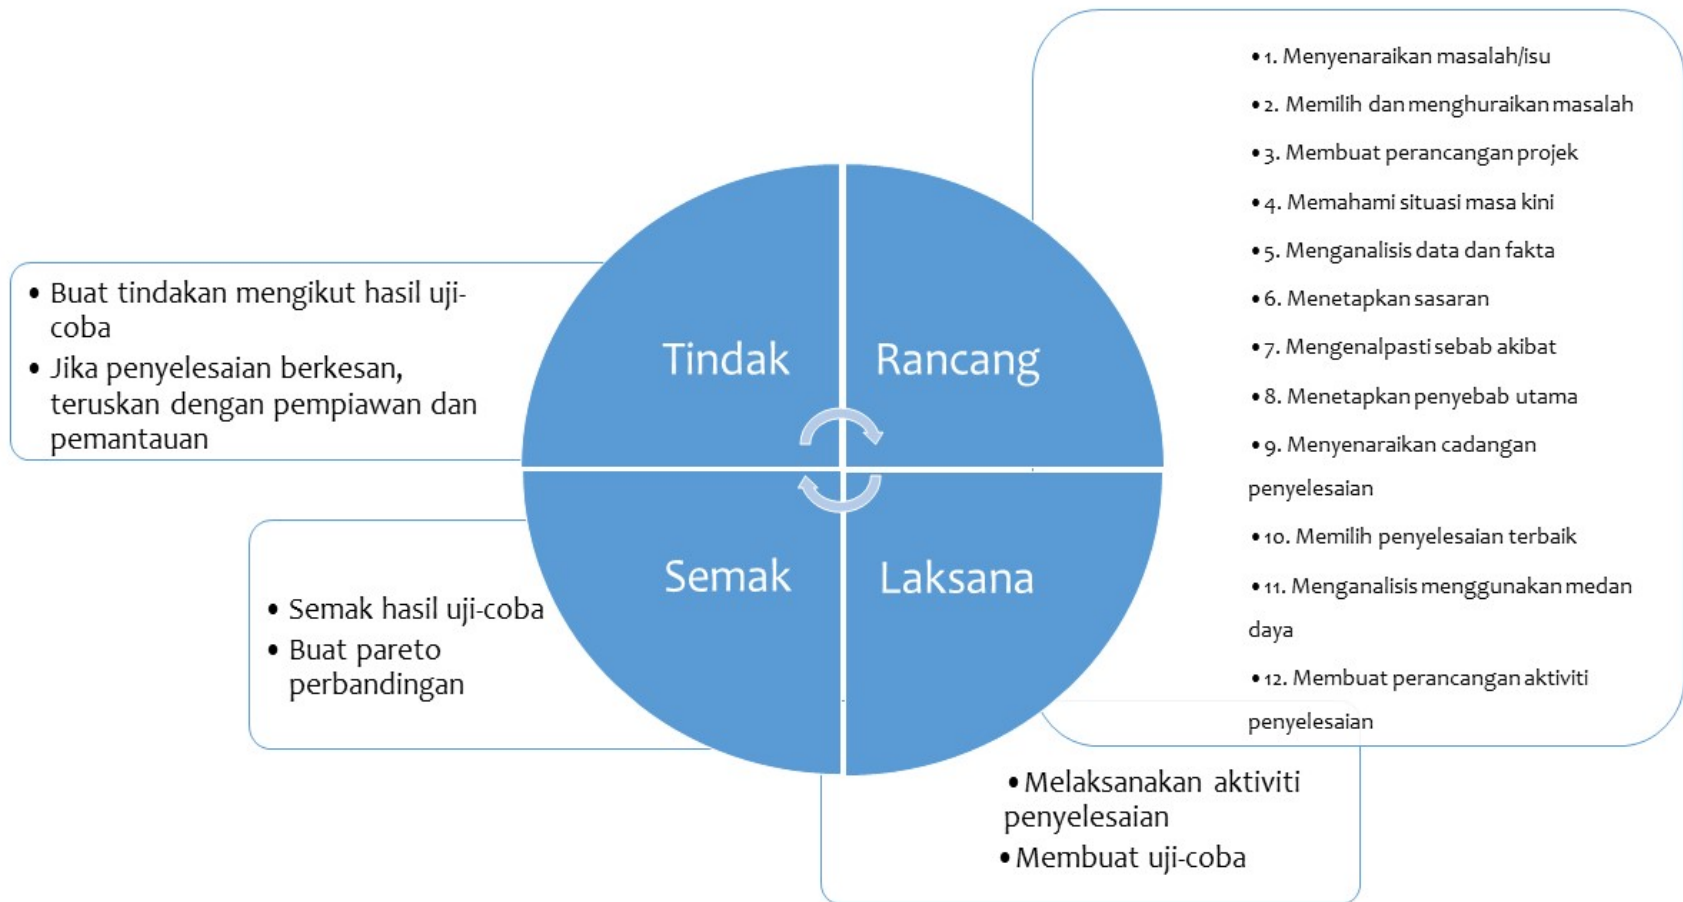 Tindak
Rancang
Semak
Laksana
• 1. Menyenaraikan masalah/isu
• 2. Memilih dan menghuraikan masalah
• 3. Membuat perancangan projek
• 4. Memahami situasi masa kini
• 5. Menganalisis data dan fakta
• 6. Menetapkan sasaran
• 7. Mengenalpasti sebab akibat
• 8. Menetapkan penyebab utama
• 9. Menyenaraikan cadangan
penyelesaian
• 10. Memilih penyelesaian terbaik
• 11. Menganalisis menggunakan medan
daya
• 12. Membuat perancangan aktiviti
penyelesaian
• Melaksanakan aktiviti
penyelesaian
• Membuat uji-coba
• Semak hasil uji-coba
• Buat pareto
perbandingan
• Buat tindakan mengikut hasil uji-
coba
• Jika penyelesaian berkesan,
teruskan dengan pempiawan dan
pemantauan